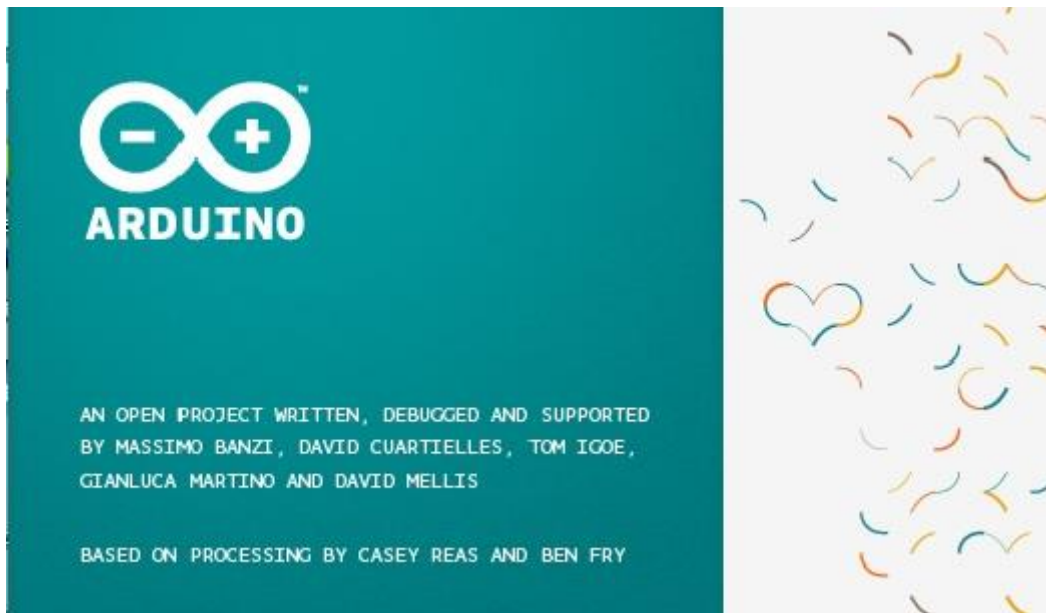 ARDUINO
AN OPEN PROJECT WRITTEN, DEBUGGED AND SUPPORTED
BY MASSIMO BANZI, DAVID CUARTIELLES, TOM IGOE,
GIANLUCA MARTINO AND DAVID MELLIS
BASED ON PROCESSING BY CASEY REAS AND BEN FRY